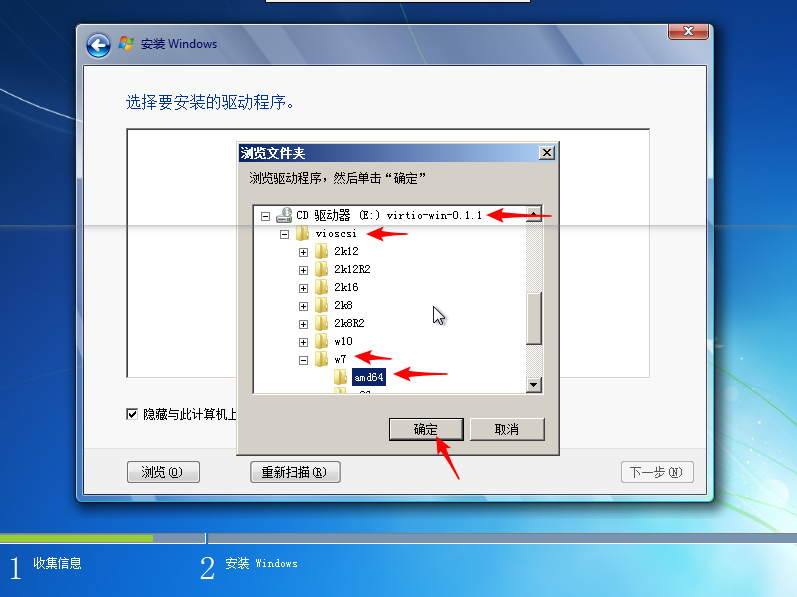 安装 Windows
选择要安装的驱动程序。
浏览文件夹
浏览驱动程序，然后单击“确定”
CD 驱动器 (E:) virtio-win-0.1.1
vioscsi
2k12
2k12R2
2k16
2k8
2k8R2
w10
w7
amd64
隐藏与此计算机上
确定
取消
浏览(O)
重新扫描(R)
下一步(N)
1 收集信息
2 安装 Windows